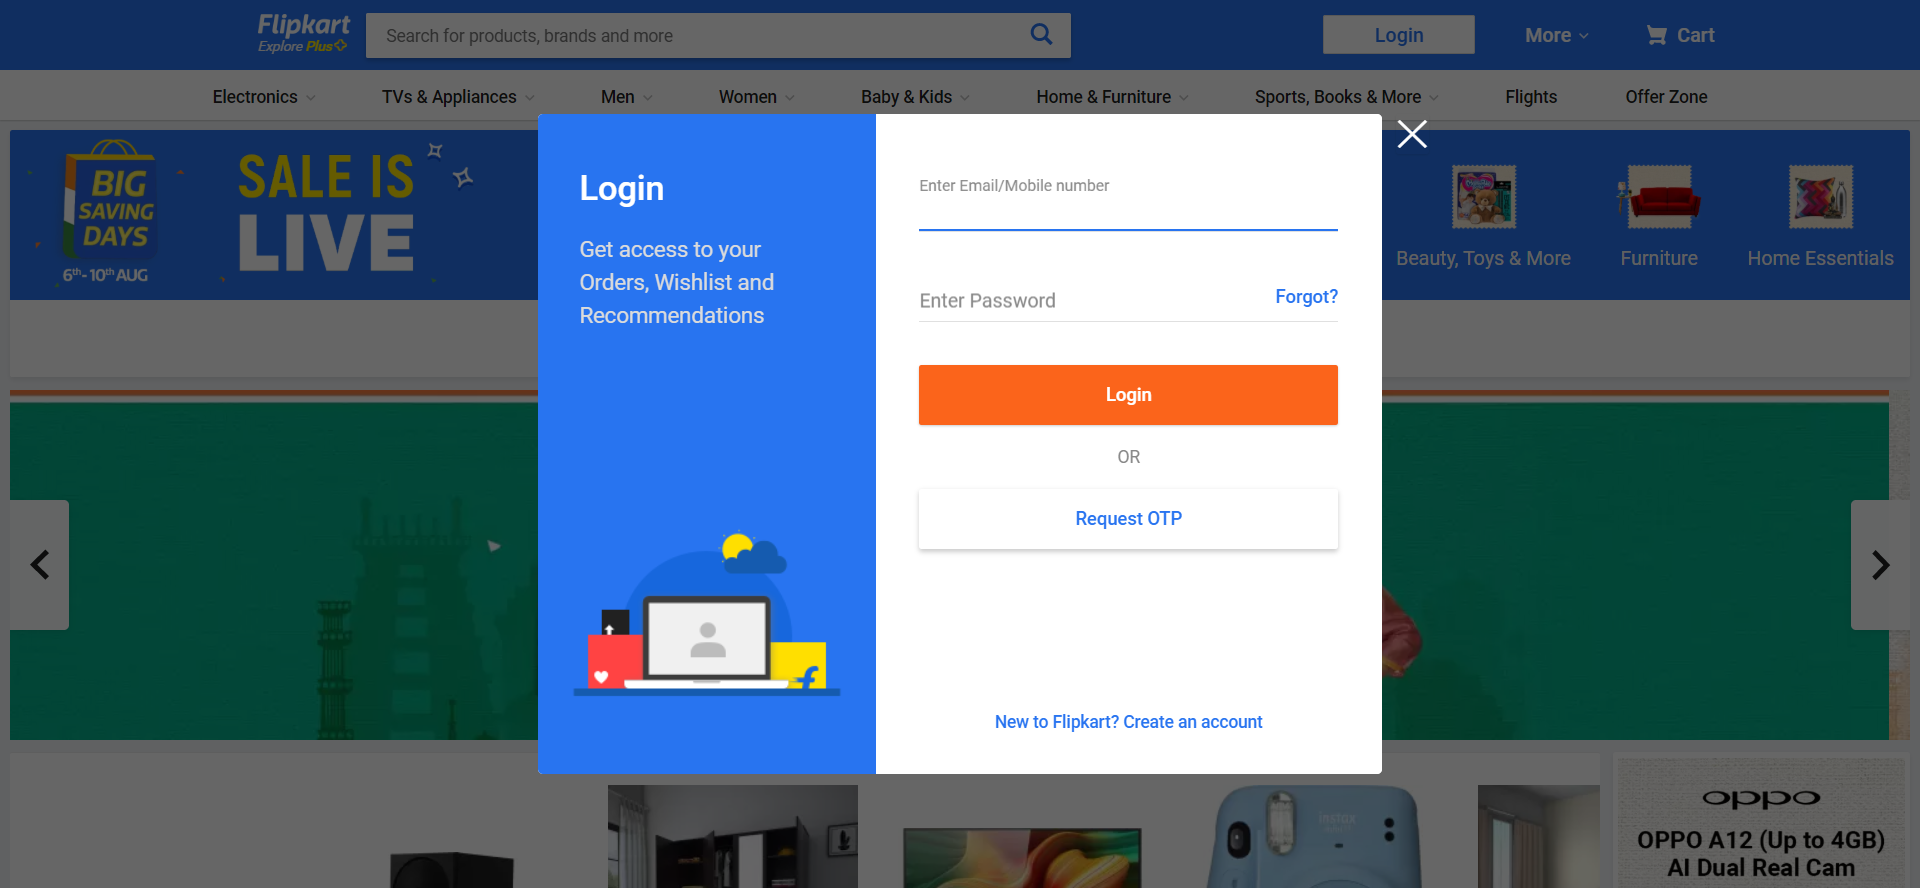 Flipkart
Explore Plus
Search for products, brands and more
Login
More
Cart
Electronics
TVs & Appliances
Men
Women
Baby & Kids
Home & Furniture
Sports, Books & More
Flights
Offer Zone
BIG
SAVING
DAYS
6th-10th AUG
SALE IS
LIVE
Beauty, Toys & More
Furniture
Home Essentials
Login
Get access to your
Orders, Wishlist and
Recommendations
Enter Email/Mobile number
Enter Password
Forgot?
Login
OR
Request OTP
New to Flipkart? Create an account
f
instax
oppo
OPPO A12 (Up to 4GB)
AI Dual Real Cam